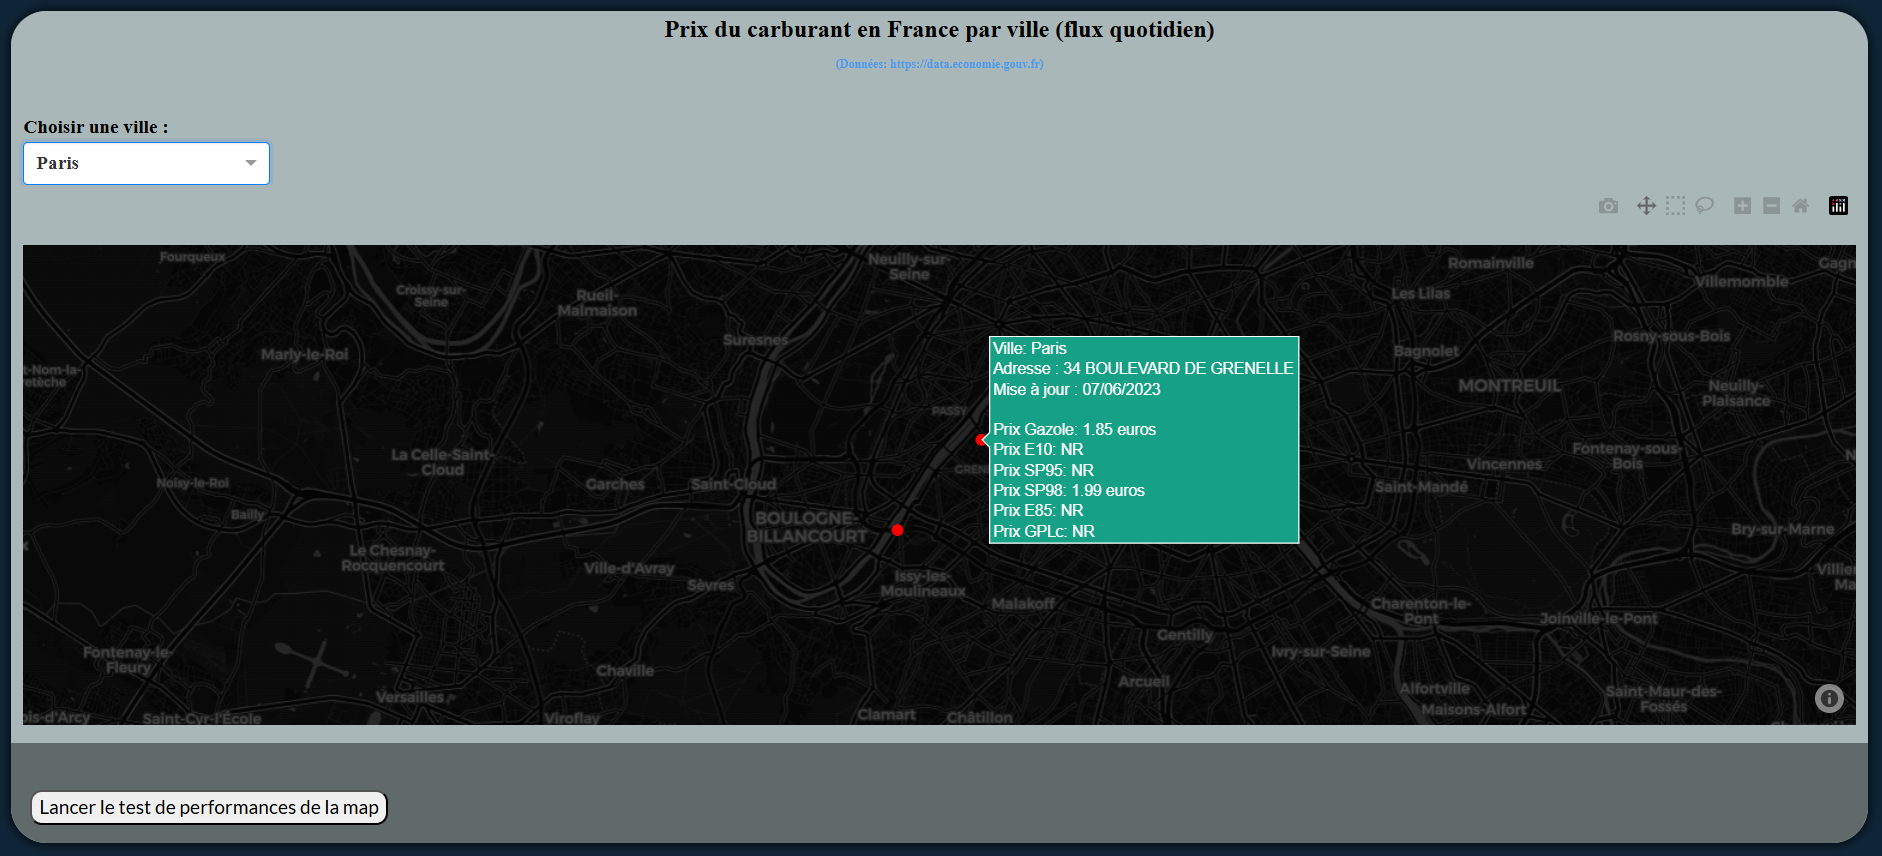 Prix du carburant en France par ville (flux quotidien)
(Données: https://data.economie.gouv.fr)
Choisir une ville :
Paris
Fourqueux
Croissy-sur-
Seine
Rueil-
Malmaison
Neuilly-sur-
Seine
Romainville
Les Lilas
Villemomble
Gagn
Marly-le-Roi
Suresnes
Bagnolet
Rosny-sous-Bois
t-Nom-la-
retèche
MONTREUIL
Neuilly-
Plaisance
PASSY
Ville: Paris
Adresse : 34 BOULEVARD DE GRENELLE
Mise à jour : 07/06/2023
Prix Gazole: 1.85 euros
Prix E10: NR
Prix SP95: NR
Prix SP98: 1.99 euros
Prix E85: NR
Prix GPLc: NR
La Celle-Saint-
Cloud
GREN
Noisy-le-Roi
Garches
Saint-Cloud
Vincennes
Fontenay-sous-
Bois
N
Saint-Mandé
Bailly
BOULOGNE-
BILLANCOURT
Bry-sur-Marne
Le Chesnay-
Rocquencourt
Ville-d'Avray
Sèvres
Issy-les-
Moulineaux
Malakoff
Villier
Ma
Charenton-le-
Pont
Joinville-le-Pont
Gentilly
Ivry-sur-Seine
Fontenay-le-
Fleury
Chaville
Arcueil
Versailles
Alfortville
Maisons-Alfort
Saint-Maur-des-
Fossés
ois-d'Arcy
Saint-Cyr-l'École
Viroflay
Clamart
Châtillon
Lancer le test de performances de la map